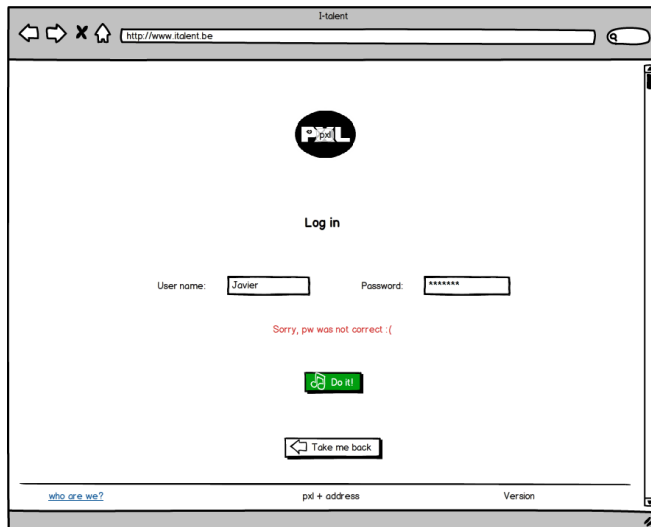 I-talent
http://www.italent.be
PXL
pxl
Log in
User name: Javier Password: *******
Sorry, pw was not correct :(
Do it!
Take me back
who are we? pxl + address Version